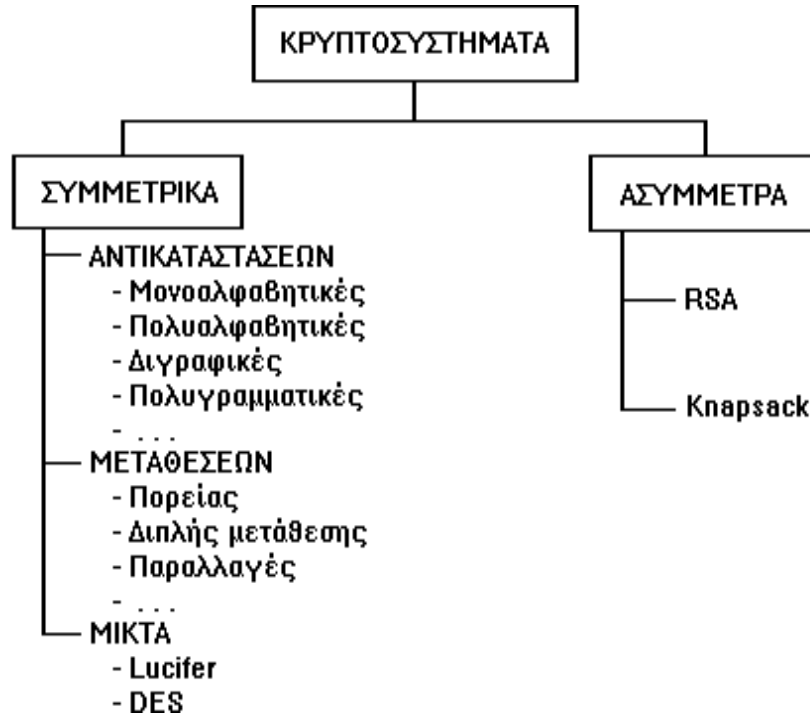 ΚΡΥΠΤΟΣΥΣΤΗΜΑΤΑ
ΣΥΜΜΕΤΡΙΚΑ
ΑΝΤΙΚΑΤΑΣΤΑΣΕΩΝ
- Μονοαλφαβητικές
- Πολυαλφαβητικές
- Διγραφικές
- Πολυγραμματικές
- . . .
ΜΕΤΑΘΕΣΕΩΝ
- Πορείας
- Διπλής μετάθεσης
- Παραλλαγές
- . . .
ΜΙΚΤΑ
- Lucifer
- DES
ΑΣΥΜΜΕΤΡΑ
RSA
Knapsack